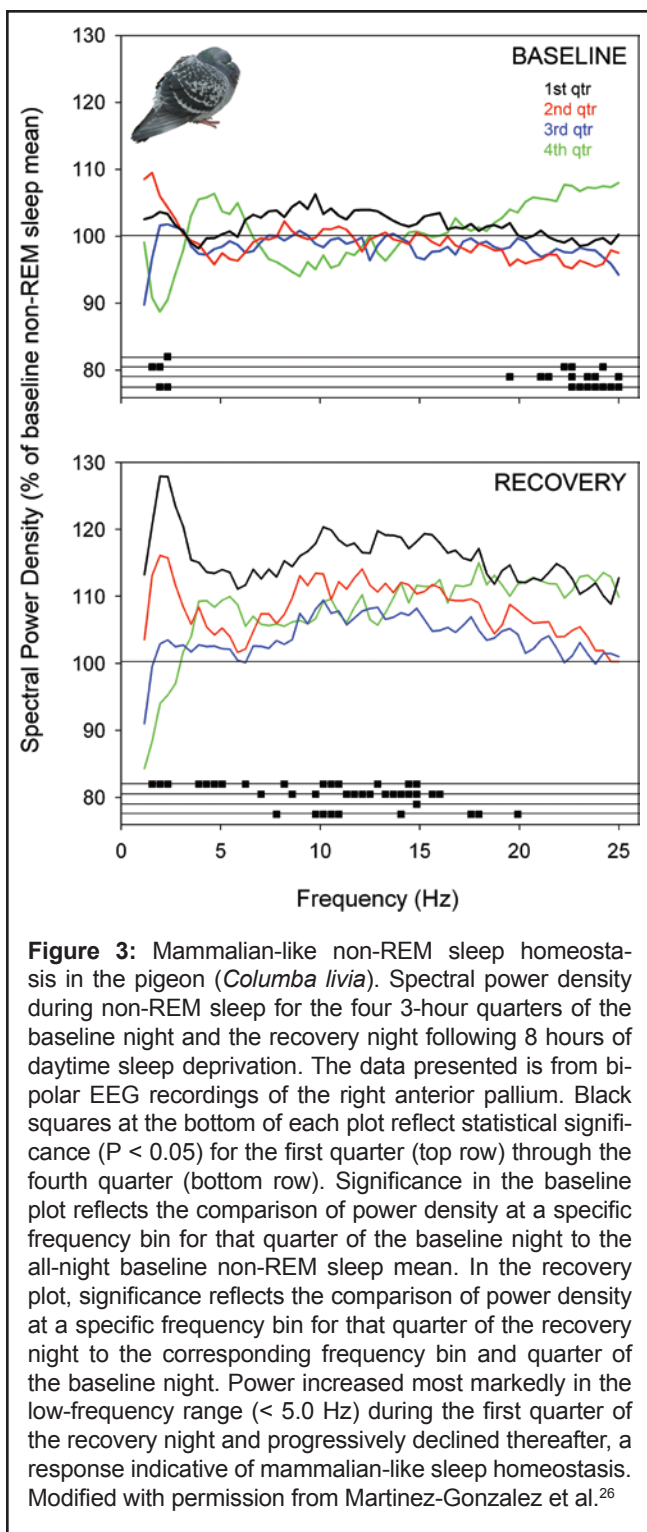 130
BASELINE
1st qtr
2nd qtr
3rd qtr
4th qtr
120
110
100
90
80
130
RECOVERY
120
110
100
90
80
0 5 10 15 20 25
Spectral Power Density (% of baseline non-REM sleep mean)
Frequency (Hz)
Figure 3: Mammalian-like non-REM sleep homeosta-
sis in the pigeon (Columba livia). Spectral power density
during non-REM sleep for the four 3-hour quarters of the
baseline night and the recovery night following 8 hours of
daytime sleep deprivation. The data presented is from bi-
polar EEG recordings of the right anterior pallium. Black
squares at the bottom of each plot reflect statistical signifi-
cance (P < 0.05) for the first quarter (top row) through the
fourth quarter (bottom row). Significance in the baseline
plot reflects the comparison of power density at a specific
frequency bin for that quarter of the baseline night to the
all-night baseline non-REM sleep mean. In the recovery
plot, significance reflects the comparison of power density
at a specific frequency bin for that quarter of the recovery
night to the corresponding frequency bin and quarter of
the baseline night. Power increased most markedly in the
low-frequency range (< 5.0 Hz) during the first quarter of
the recovery night and progressively declined thereafter, a
response indicative of mammalian-like sleep homeostasis.
Modified with permission from Martinez-Gonzalez et al.26